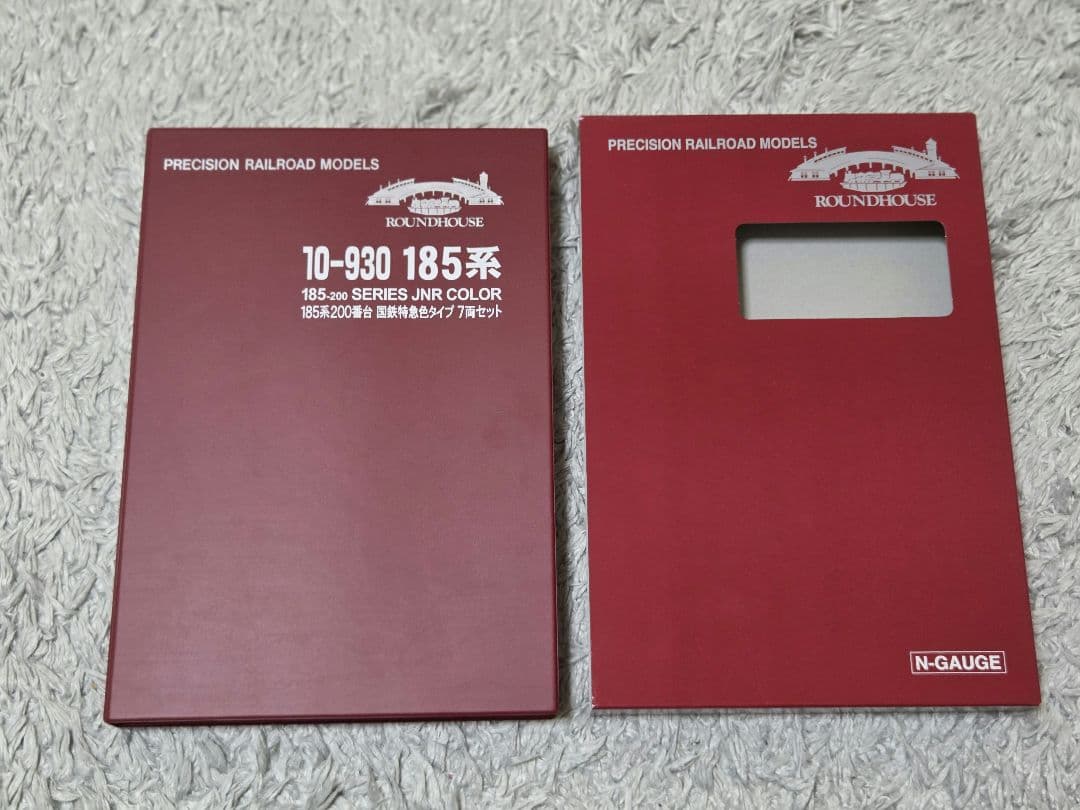 PRECISION RAILROAD MODELS
ROUNDHOUSE
10-930 185系
185-200 SERIES JNR COLOR
185系200番台 国鉄特急色タイプ 7両セット
PRECISION RAILROAD MODELS
ROUNDHOUSE
N-GAUGE